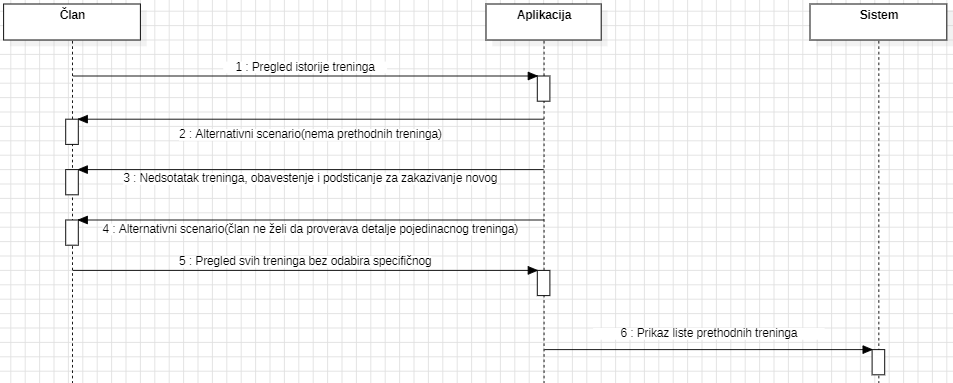 Član
Aplikacija
Sistem
1 : Pregled istorije treninga
2 : Alternativni scenario(nema prethodnih treninga)
3 : Nedsotatak treninga, obavestenje i podsticanje za zakazivanje novog
4 : Alternativni scenario(član ne želi da proverava detalje pojedinacnog treninga)
5 : Pregled svih treninga bez odabira specifičnog
6 : Prikaz liste prethodnih treninga